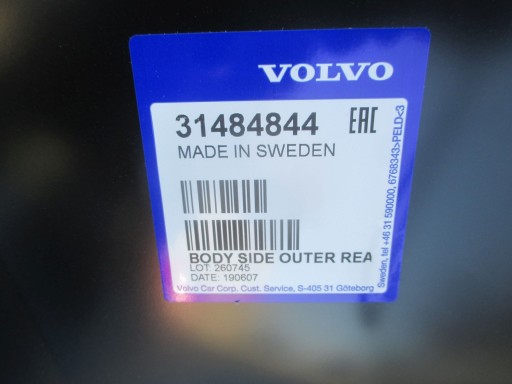 VOLVO
31484844 EAC
MADE IN SWEDEN
BODY SIDE OUTER REA
LOT: 260745
DATE: 190607
Volvo Car Corp. Cust. Service, S-405 31 Göteborg
Sweden, tel +46 31 590000, 6768343>PELD<3